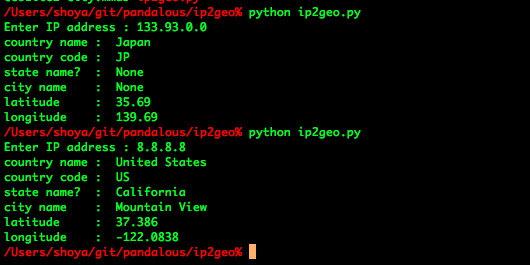 /Users/shoya/git/pandalous/ip2geo% python ip2geo.py
Enter IP address : 133.93.0.0
country name :  Japan
country code :  JP
state name?  :  None
city name    :  None
latitude     :  35.69
longitude    :  139.69
/Users/shoya/git/pandalous/ip2geo% python ip2geo.py
Enter IP address : 8.8.8.8
country name :  United States
country code :  US
state name?  :  California
city name    :  Mountain View
latitude     :  37.386
longitude    :  -122.0838
/Users/shoya/git/pandalous/ip2geo%